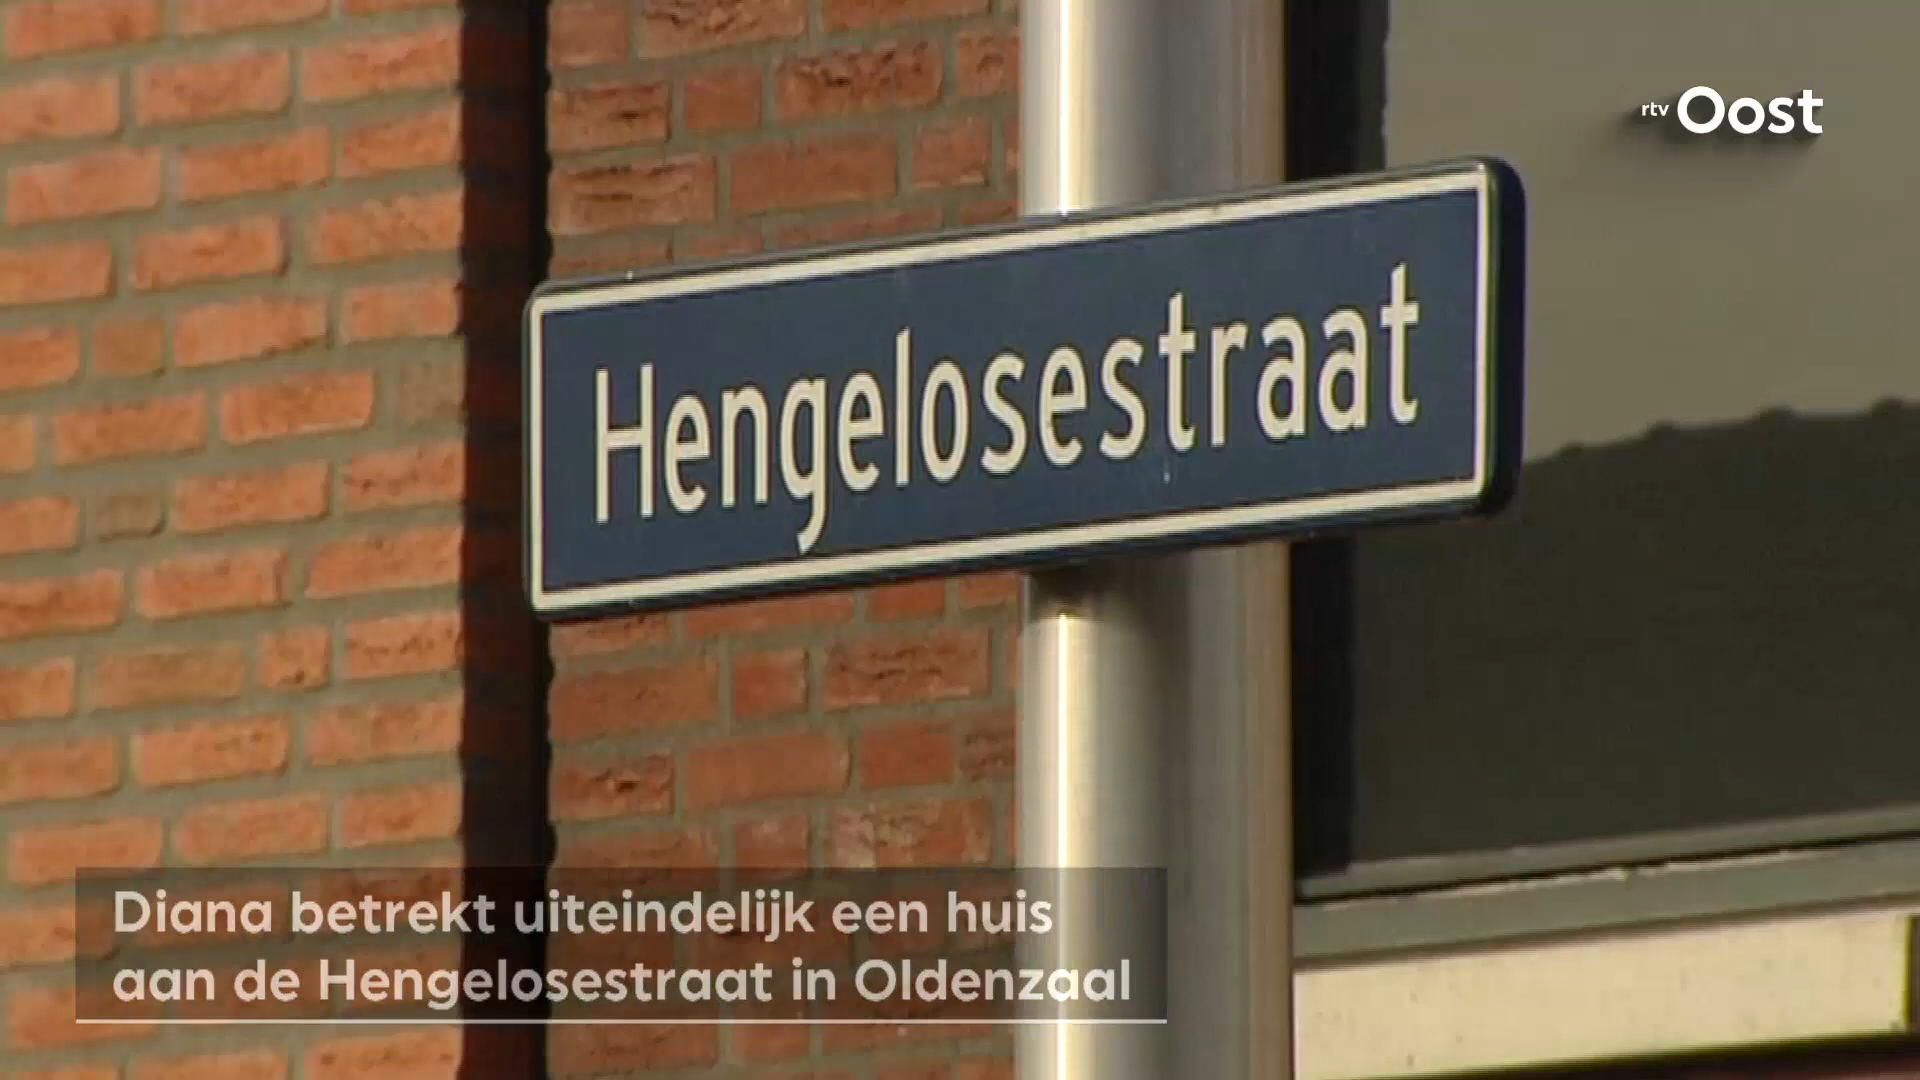 rtv Oost
Hengelosestraat
Diana betrekt uiteindelijk een huis
aan de Hengelosestraat in Oldenzaal